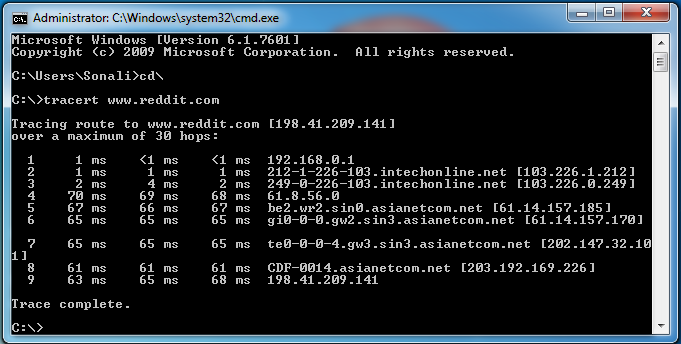 Administrator: C:\Windows\system32\cmd.exe
Microsoft Windows [Version 6.1.7601]
Copyright (c) 2009 Microsoft Corporation.  All rights reserved.
C:\Users\Sonali>cd\
C:\>tracert www.reddit.com
Tracing route to www.reddit.com [198.41.209.141]
over a maximum of 30 hops:
  1     1 ms    <1 ms    <1 ms  192.168.0.1
  2     1 ms     1 ms     1 ms  212-1-226-103.intechonline.net [103.226.1.212]
  3     2 ms     4 ms     2 ms  249-0-226-103.intechonline.net [103.226.0.249]
  4    70 ms    69 ms    68 ms  61.8.56.0
  5    67 ms    66 ms    67 ms  be2.wr2.sin0.asianetcom.net [61.14.157.185]
  6    65 ms    65 ms    65 ms  gi0-0-0.gw2.sin3.asianetcom.net [61.14.157.170]
  7    65 ms    65 ms    65 ms  te0-0-0-4.gw3.sin3.asianetcom.net [202.147.32.10
1]
  8    61 ms    61 ms    61 ms  CDF-0014.asianetcom.net [203.192.169.226]
  9    63 ms    65 ms    68 ms  198.41.209.141
Trace complete.
C:\>